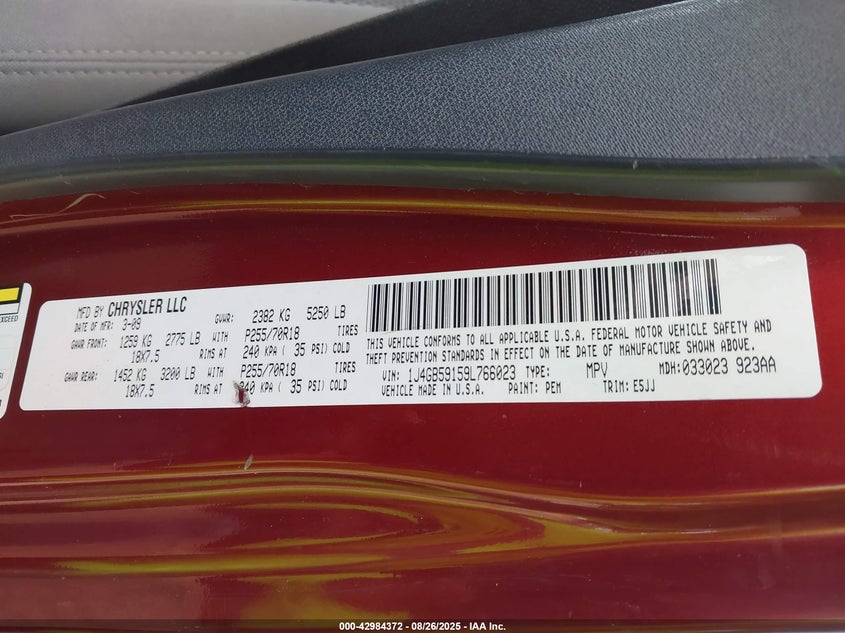 EXCEED
MFD BY CHRYSLER LLC
DATE OF MFR: 3-09 GVWR: 2382 KG 5250 LB
GAWR FRONT: 1259 KG 2775 LB WITH P255/70R18 TIRES
18X7.5 RIMS AT 240 KPA ( 35 PSI) COLD
GAWR REAR: 1452 KG 3200 LB WITH P255/70R18 TIRES
18X7.5 RIMS AT 240 KPA ( 35 PSI) COLD
THIS VEHICLE CONFORMS TO ALL APPLICABLE U.S.A. FEDERAL MOTOR VEHICLE SAFETY AND
THEFT PREVENTION STANDARDS IN EFFECT ON THE DATE OF MANUFACTURE SHOWN ABOVE.
VIN: 1J4GB59159L766023 TYPE: MPV MDH: 033023 923AA
VEHICLE MADE IN U.S.A. PAINT: PEM TRIM: E5JJ
000-42984372 - 08/26/2025 - IAA Inc.